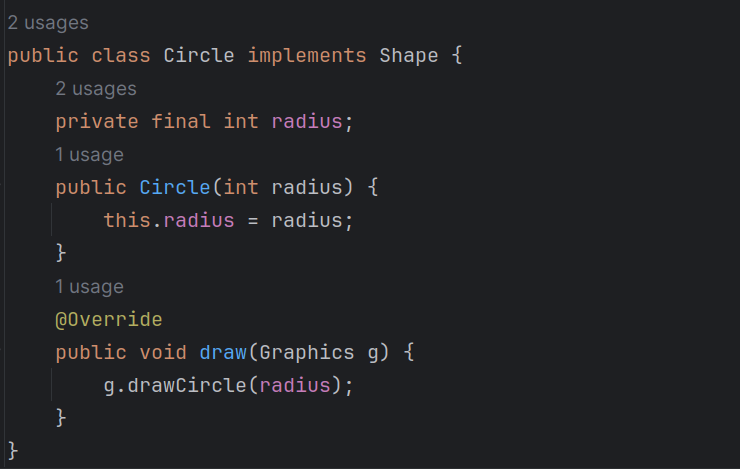 2 usages
public class Circle implements Shape {
2 usages
private final int radius;
1 usage
public Circle(int radius) {
this.radius = radius;
}
1 usage
@Override
public void draw(Graphics g) {
g.drawCircle(radius);
}
}